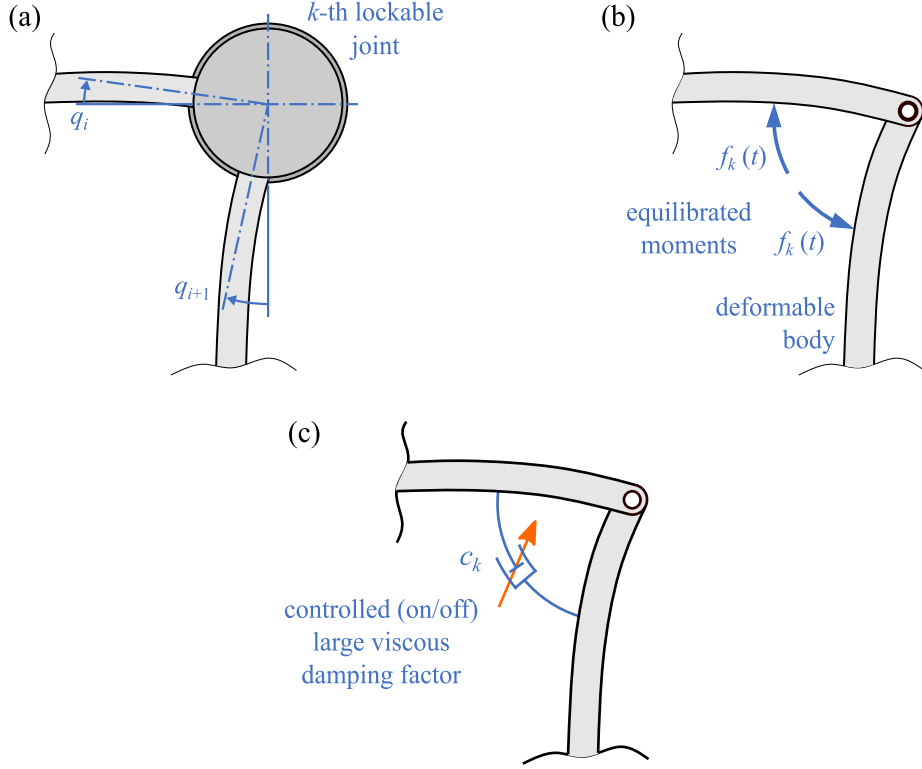 (a)
k-th lockable
joint
q_i
q_{i+1}
(b)
f_k (t)
equilibrated
moments
f_k (t)
deformable
body
(c)
c_k
controlled (on/off)
large viscous
damping factor